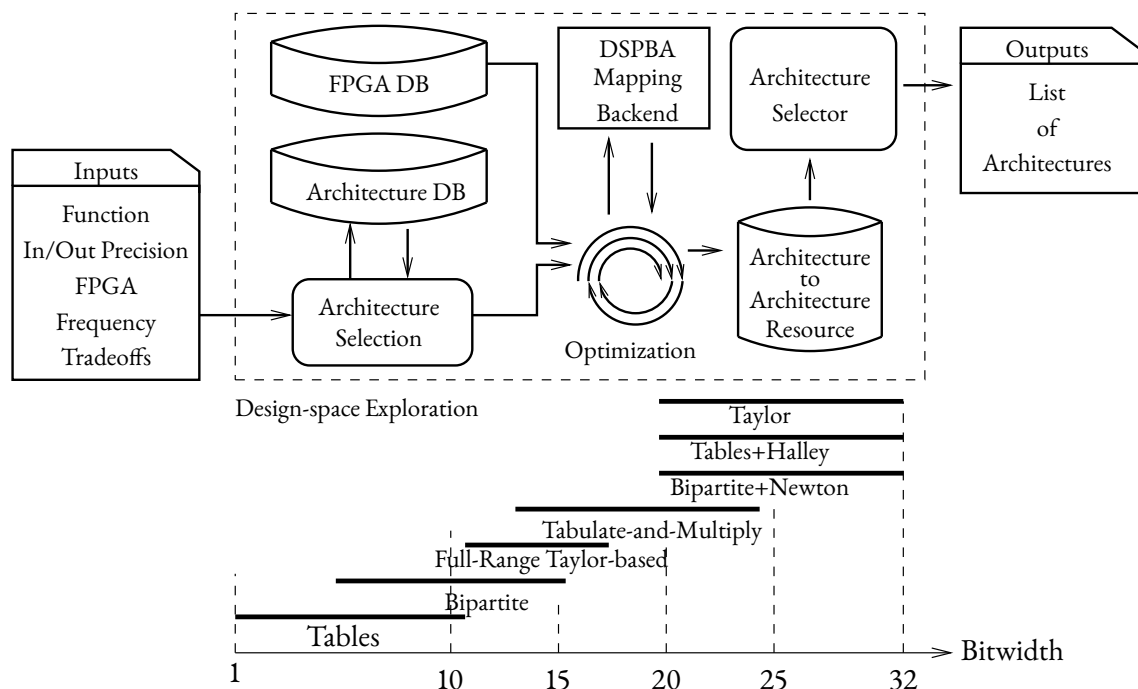 Inputs
Function
In/Out Precision
FPGA
Frequency
Tradeoffs
FPGA DB
Architecture DB
Architecture
Selection
DSPBA
Mapping
Backend
Optimization
Architecture
Selector
Architecture
to
Architecture
Resource
Outputs
List
of
Architectures
Design-space Exploration
Taylor
Tables+Halley
Bipartite+Newton
Tabulate-and-Multiply
Full-Range Taylor-based
Bipartite
Tables
1 10 15 20 25 32 Bitwidth